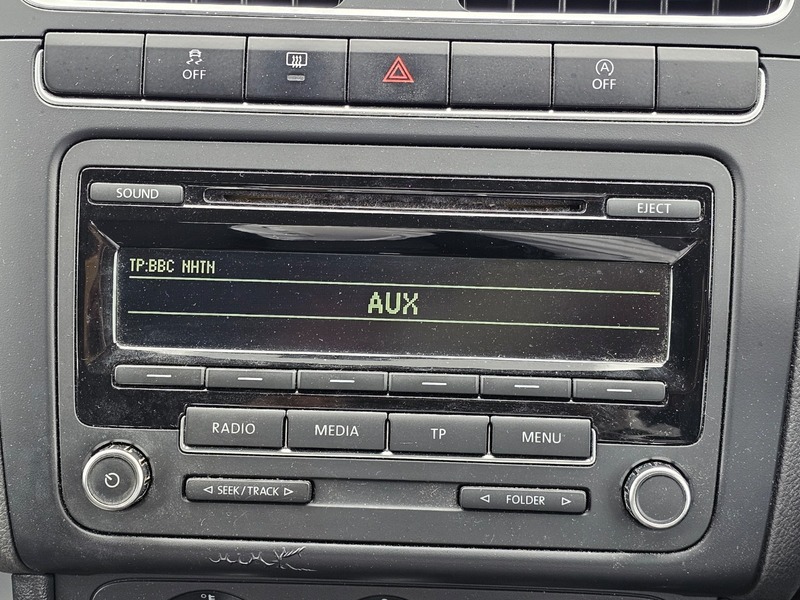 OFF
A
OFF
SOUND
EJECT
TP:BBC NHTN
AUX
RADIO
MEDIA
TP
MENU
SEEK/TRACK
FOLDER
°F